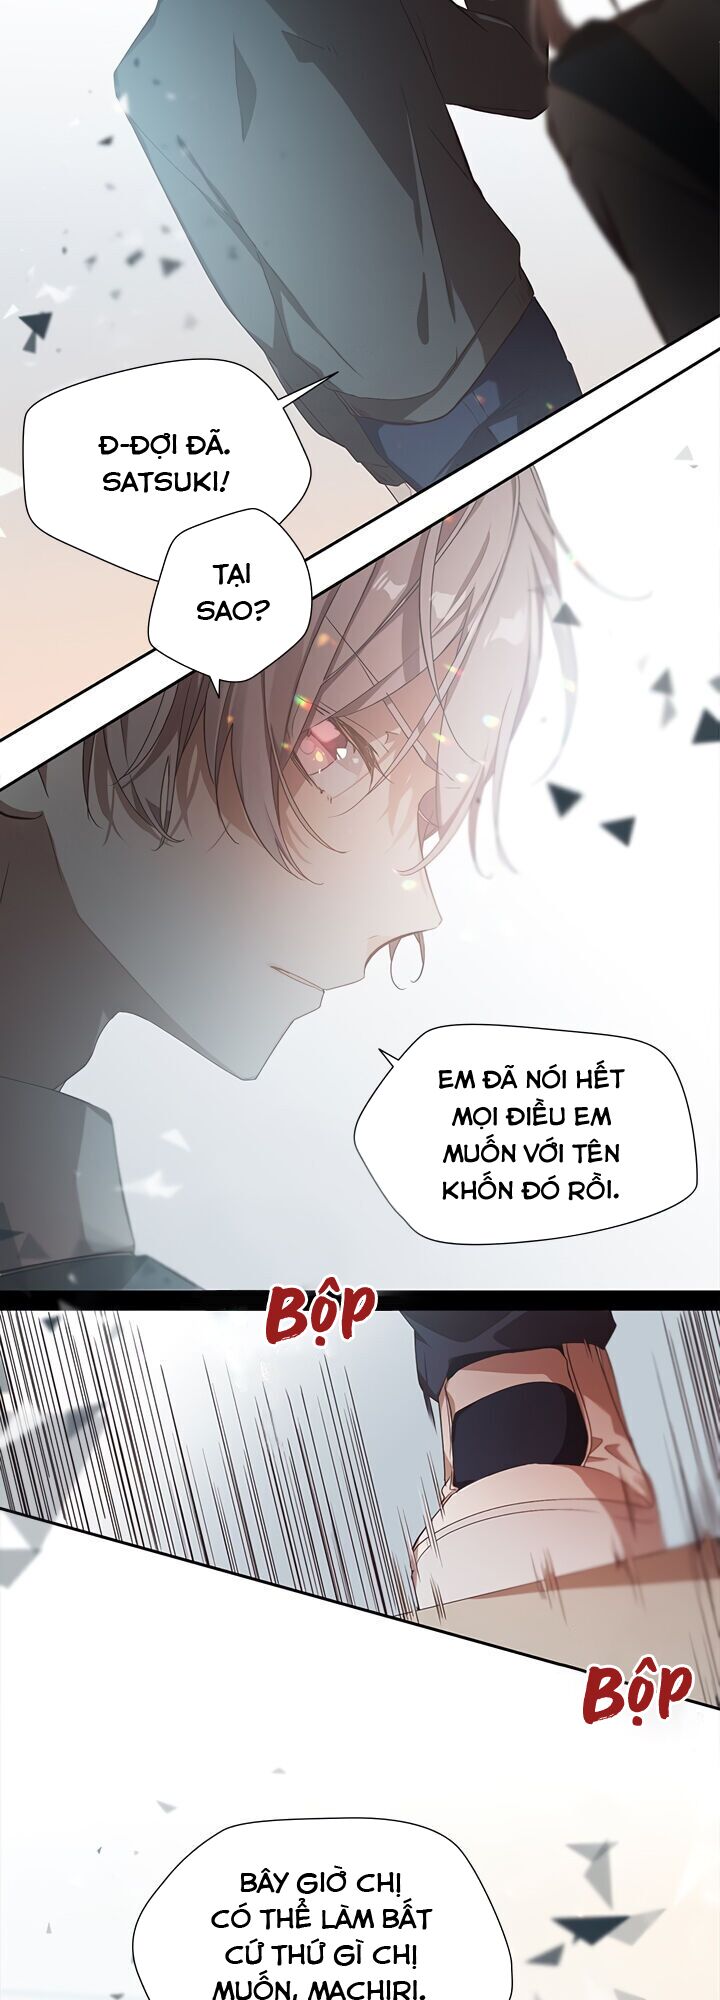 Đ-ĐỢI ĐÃ.
SATSUKI!
TẠI
SAO?
EM ĐÃ NÓI HẾT
MỌI ĐIỀU EM
MUỐN VỚI TÊN
KHỐN ĐÓ RỒI.
BỘP
BỘP
BÂY GIỜ CHỊ
CÓ THỂ LÀM BẤT
CỨ THỨ GÌ CHỊ
MUỐN, MACHIRI.